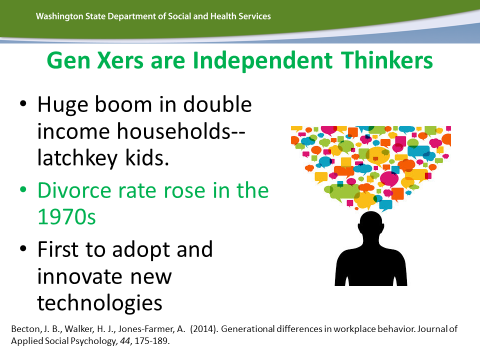 Washington State Department of Social and Health Services
Gen Xers are Independent Thinkers
• Huge boom in double
income households--
latchkey kids.
• Divorce rate rose in the
1970s
• First to adopt and
innovate new
technologies
Becton, J. B., Walker, H. J., Jones-Farmer, A.  (2014). Generational differences in workplace behavior. Journal of
Applied Social Psychology, 44, 175-189.